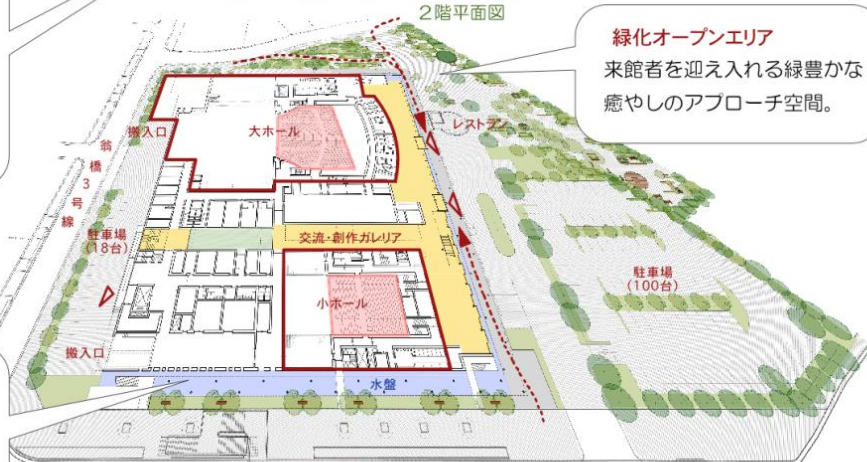 2階平面図
緑化オープンエリア
来館者を迎え入れる緑豊かな
癒やしのアプローチ空間。
搬入口
大ホール
レストラン
翁橋3号線
駐車場
(18台)
交流・創作ガレリア
駐車場
(100台)
小ホール
搬入口
水盤